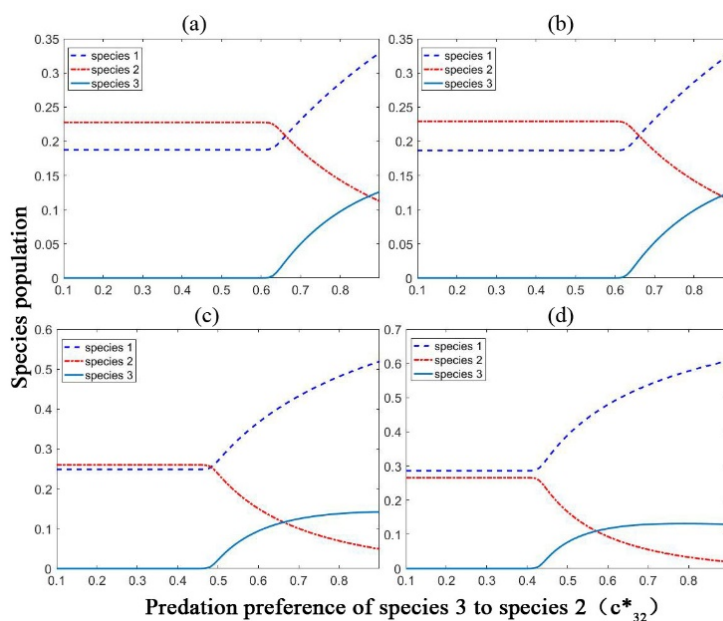 (a) (b)
0.35 0.35
species 1 species 1
0.3 species 2 0.3 species 2
species 3 species 3
0.25 0.25
0.2 0.2
0.15 0.15
0.1 0.1
0.05 0.05
0 0
0.1 0.2 0.3 0.4 0.5 0.6 0.7 0.8 0.1 0.2 0.3 0.4 0.5 0.6 0.7 0.8
Species population
(c) (d)
0.6 0.7
species 1 species 1
0.5 species 2 0.6 species 2
species 3 species 3
0.4 0.5
0.3 0.4
0.2 0.3
0.1 0.2
0 0.1
0
0.1 0.2 0.3 0.4 0.5 0.6 0.7 0.8 0.1 0.2 0.3 0.4 0.5 0.6 0.7 0.8
Predation preference of species 3 to species 2 (c*32)